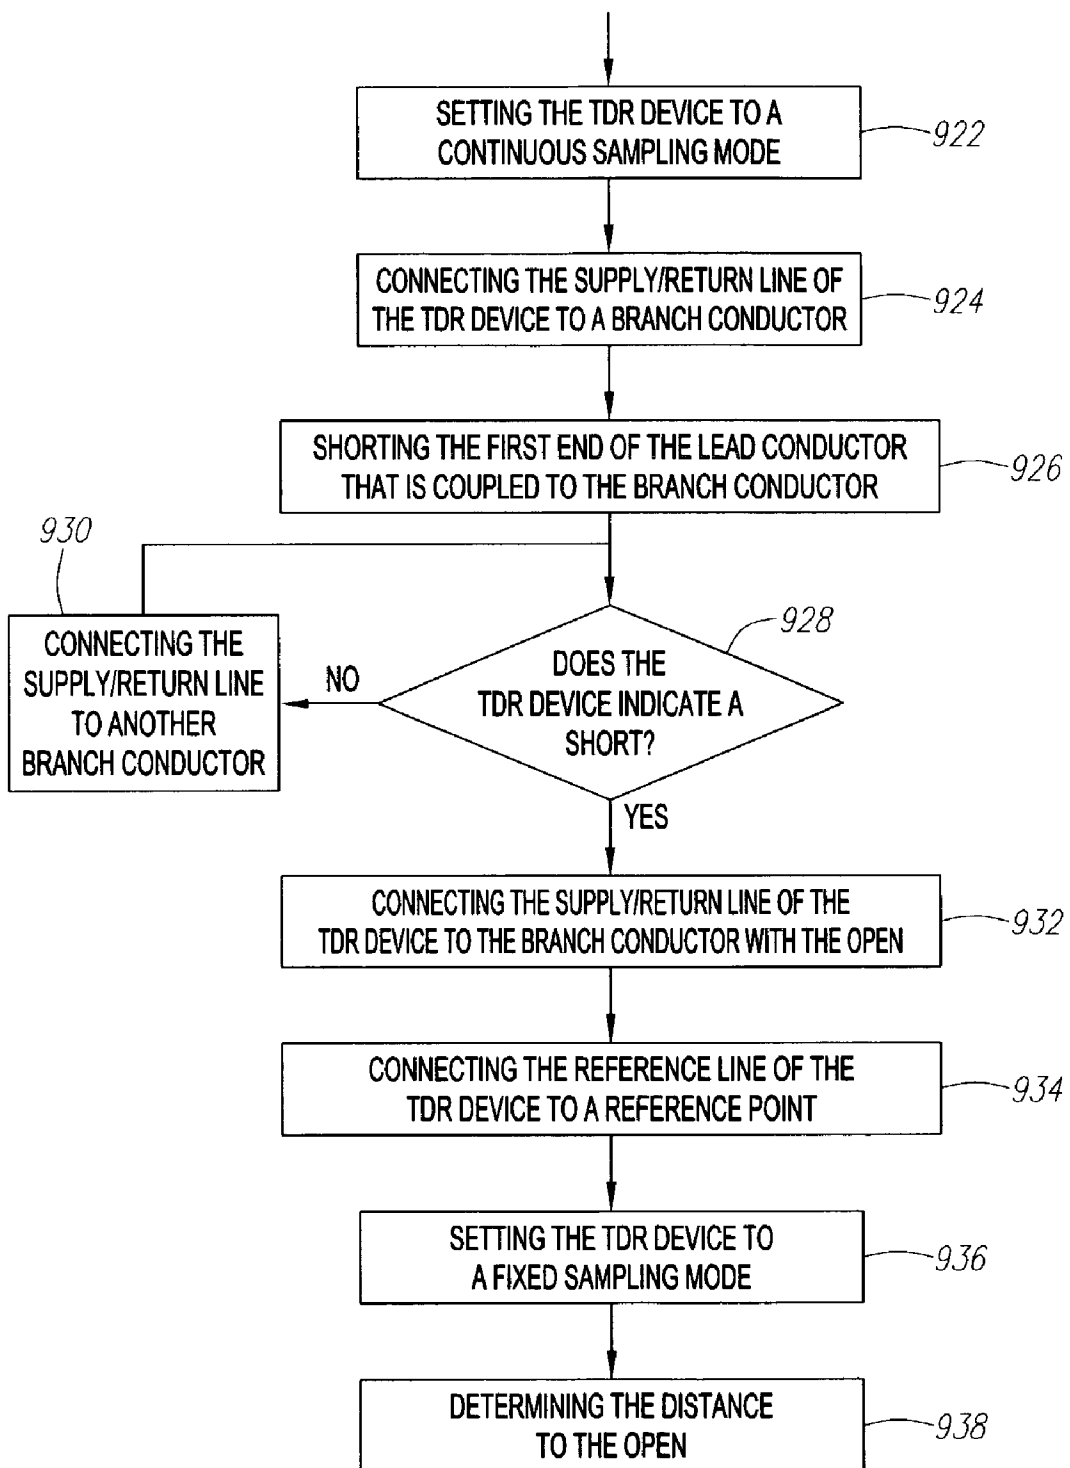 SETTING THE TDR DEVICE TO A
CONTINUOUS SAMPLING MODE
922
CONNECTING THE SUPPLY/RETURN LINE OF
THE TDR DEVICE TO A BRANCH CONDUCTOR
924
SHORTING THE FIRST END OF THE LEAD CONDUCTOR
THAT IS COUPLED TO THE BRANCH CONDUCTOR
926
930
CONNECTING THE
SUPPLY/RETURN LINE
TO ANOTHER
BRANCH CONDUCTOR
NO
928
DOES THE
TDR DEVICE INDICATE A
SHORT?
YES
CONNECTING THE SUPPLY/RETURN LINE OF THE
TDR DEVICE TO THE BRANCH CONDUCTOR WITH THE OPEN
932
CONNECTING THE REFERENCE LINE OF THE
TDR DEVICE TO A REFERENCE POINT
934
SETTING THE TDR DEVICE TO
A FIXED SAMPLING MODE
936
DETERMINING THE DISTANCE
TO THE OPEN
938